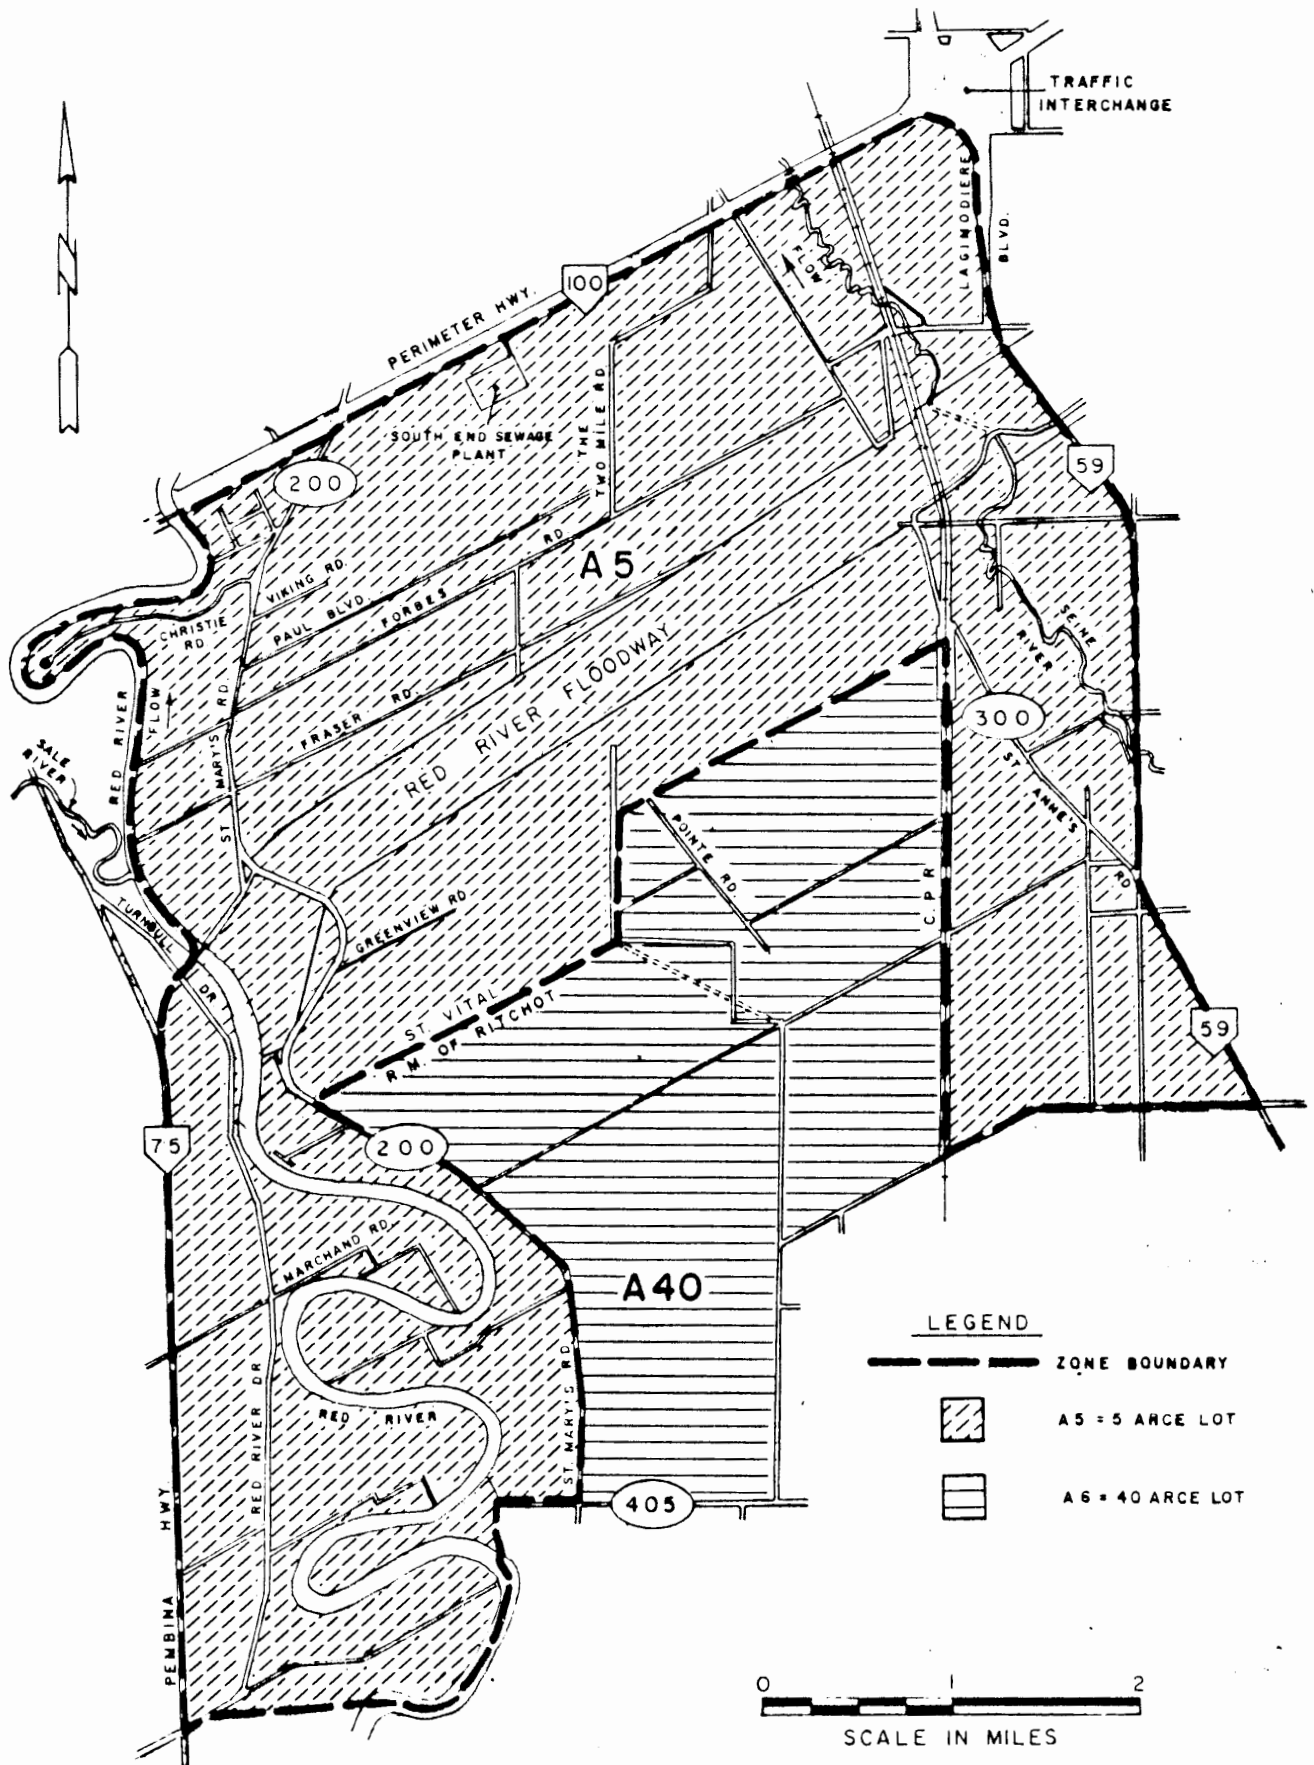 TRAFFIC
INTERCHANGE
N
LAGIMODIERE
BLVD.
FLOW
100
PERIMETER HWY.
SOUTH END SEWAGE
PLANT
THE
TWO MILE RD
59
200
A5
VIKING RD.
PAUL BLVD.
FORBES RD.
CHRISTIE
RD
SEINE
RIVER
RED RIVER FLOODWAY
FRASER RD.
ST. MARY'S RD
RED RIVER
FLOW
SALE
RIVER
300
ST ANNE'S RD
POINTE RD.
C.P.R
TURNBULL DR
GREENVIEW RD
ST. VITAL
R.M. OF RITCHOT
59
75
200
MARCHAND RD.
A40
LEGEND
ZONE BOUNDARY
A5 = 5 ARCE LOT
A6 = 40 ARCE LOT
RED RIVER DR
RED RIVER
ST. MARY'S RD
405
PEMBINA HWY
0 1 2
SCALE IN MILES